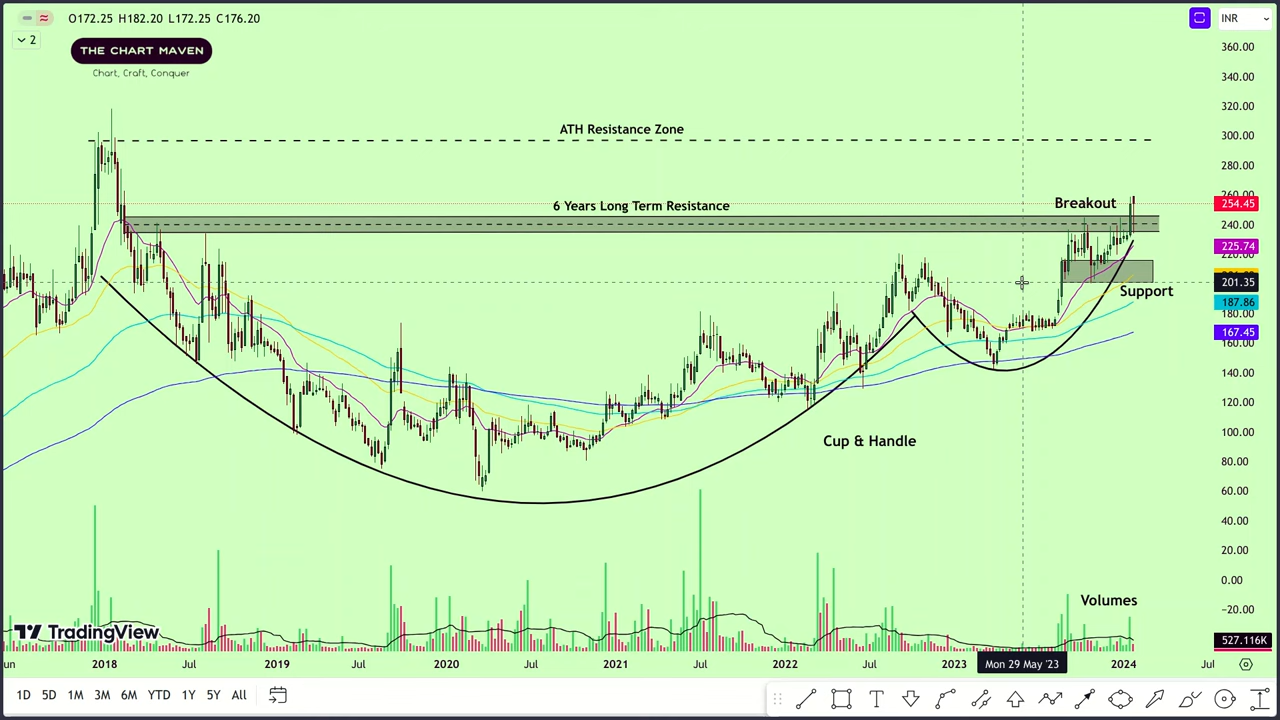 O172.25 H182.20 L172.25 C176.20
INR
2
THE CHART MAVEN
Chart, Craft, Conquer
360.00
340.00
320.00
ATH Resistance Zone
300.00
280.00
260.00
6 Years Long Term Resistance
Breakout
254.45
240.00
225.74
220.00
201.35
Support
187.86
180.00
167.45
160.00
140.00
120.00
Cup & Handle
100.00
80.00
60.00
40.00
20.00
0.00
Volumes
−20.00
TradingView
527.116K
un 2018 Jul 2019 Jul 2020 Jul 2021 Jul 2022 Jul 2023 Mon 29 May '23 2024 Jul
1D 5D 1M 3M 6M YTD 1Y 5Y All